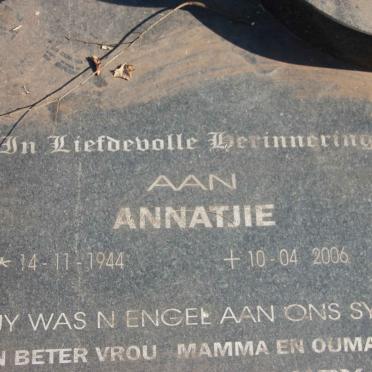 In Liefdevolle Herinnering
AAN
ANNATJIE
* 14-11-1944 + 10-04 2006
WAS N ENGEL AAN ONS
BETER VROU MAMMA EN OUMA